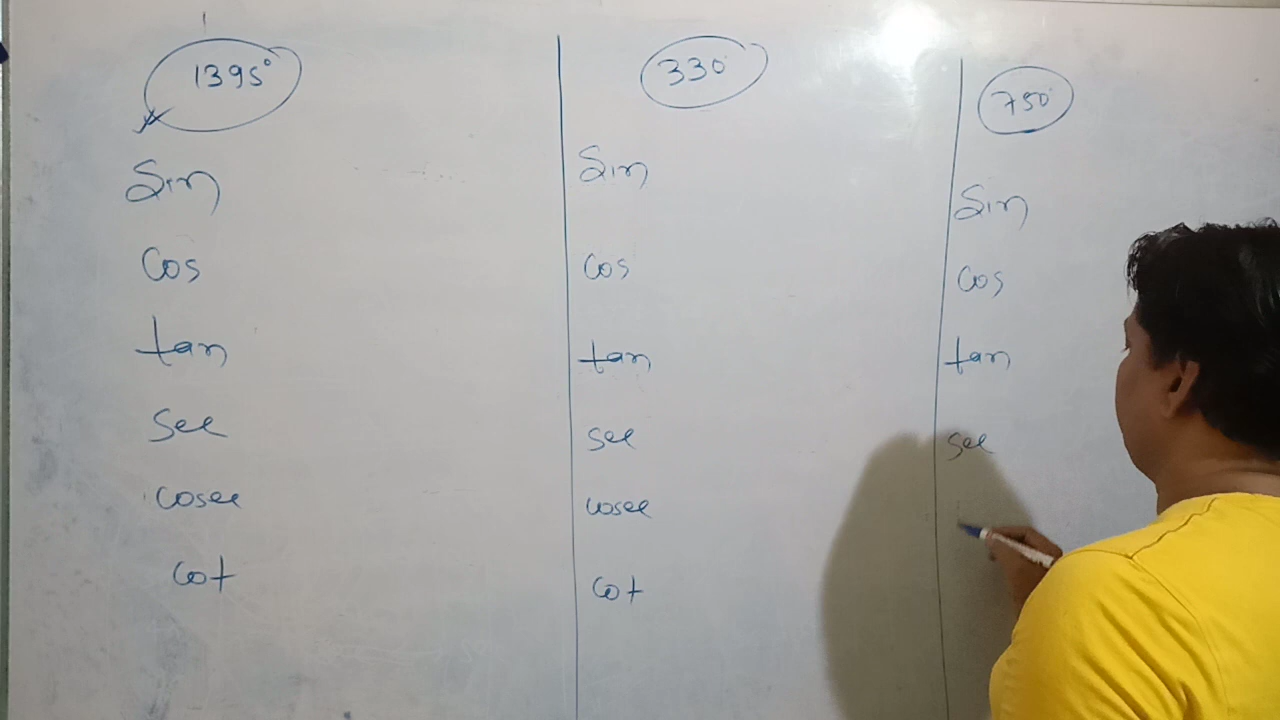 1395°
sin
cos
tan
sec
cosec
cot
330°
sin
cos
tan
sec
cosec
cot
750°
sin
cos
tan
sec